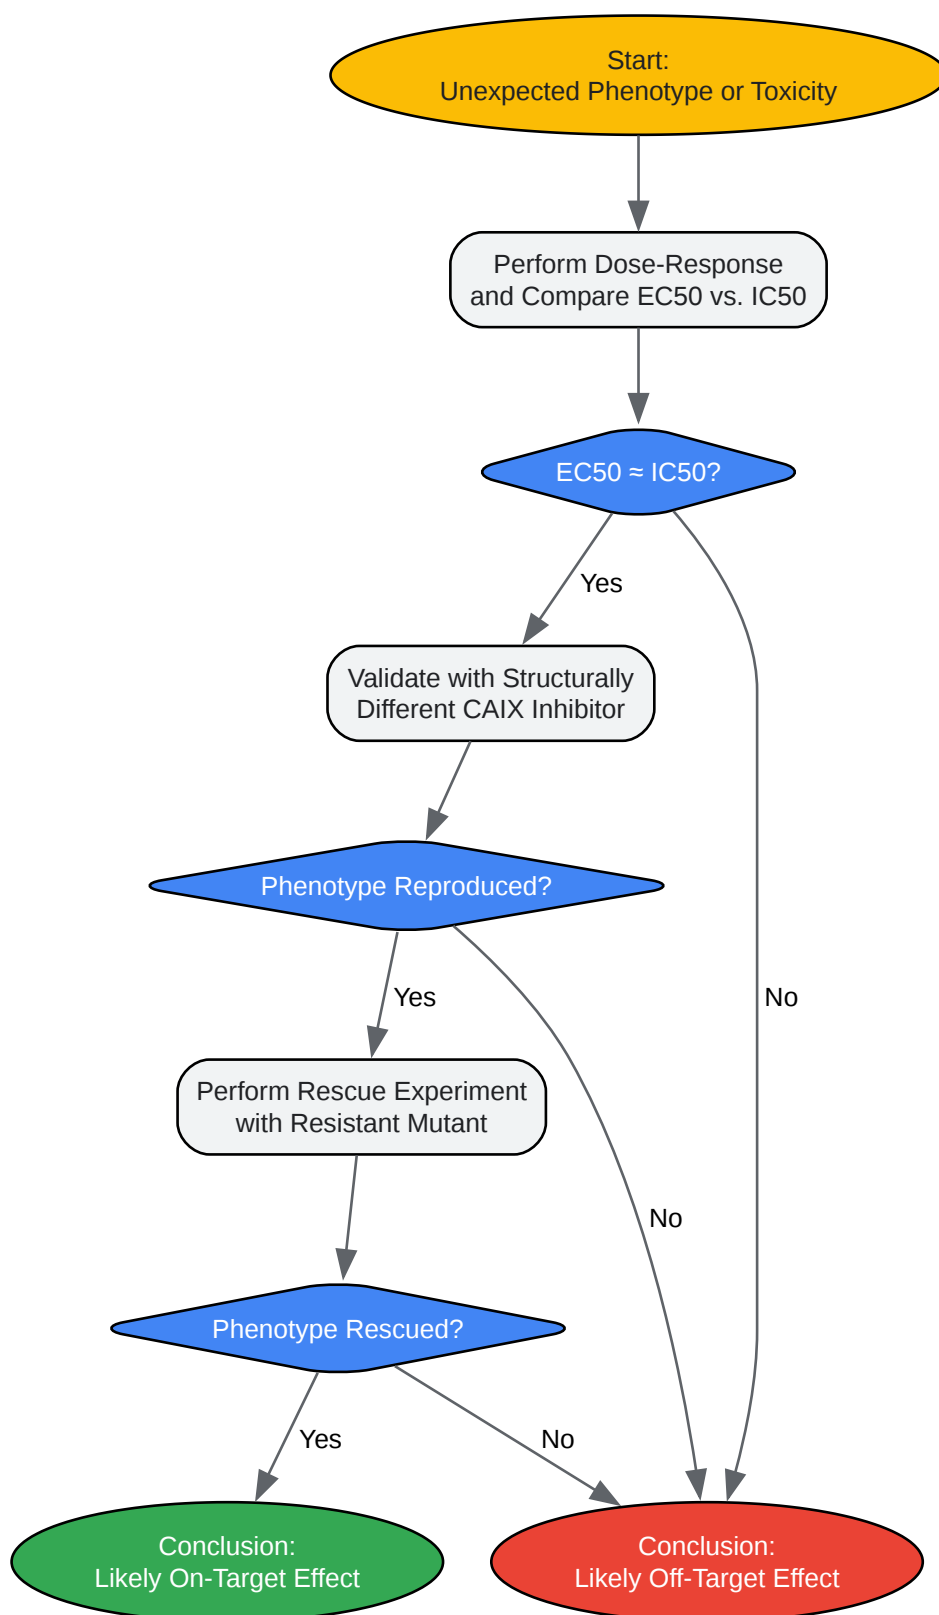 Start:
Unexpected Phenotype or Toxicity
Perform Dose-Response
and Compare EC50 vs. IC50
EC50 ≈ IC50?
Yes
Validate with Structurally
Different CAIX Inhibitor
Phenotype Reproduced?
Yes
No
Perform Rescue Experiment
with Resistant Mutant
No
Phenotype Rescued?
Yes
No
Conclusion:
Likely On-Target Effect
Conclusion:
Likely Off-Target Effect